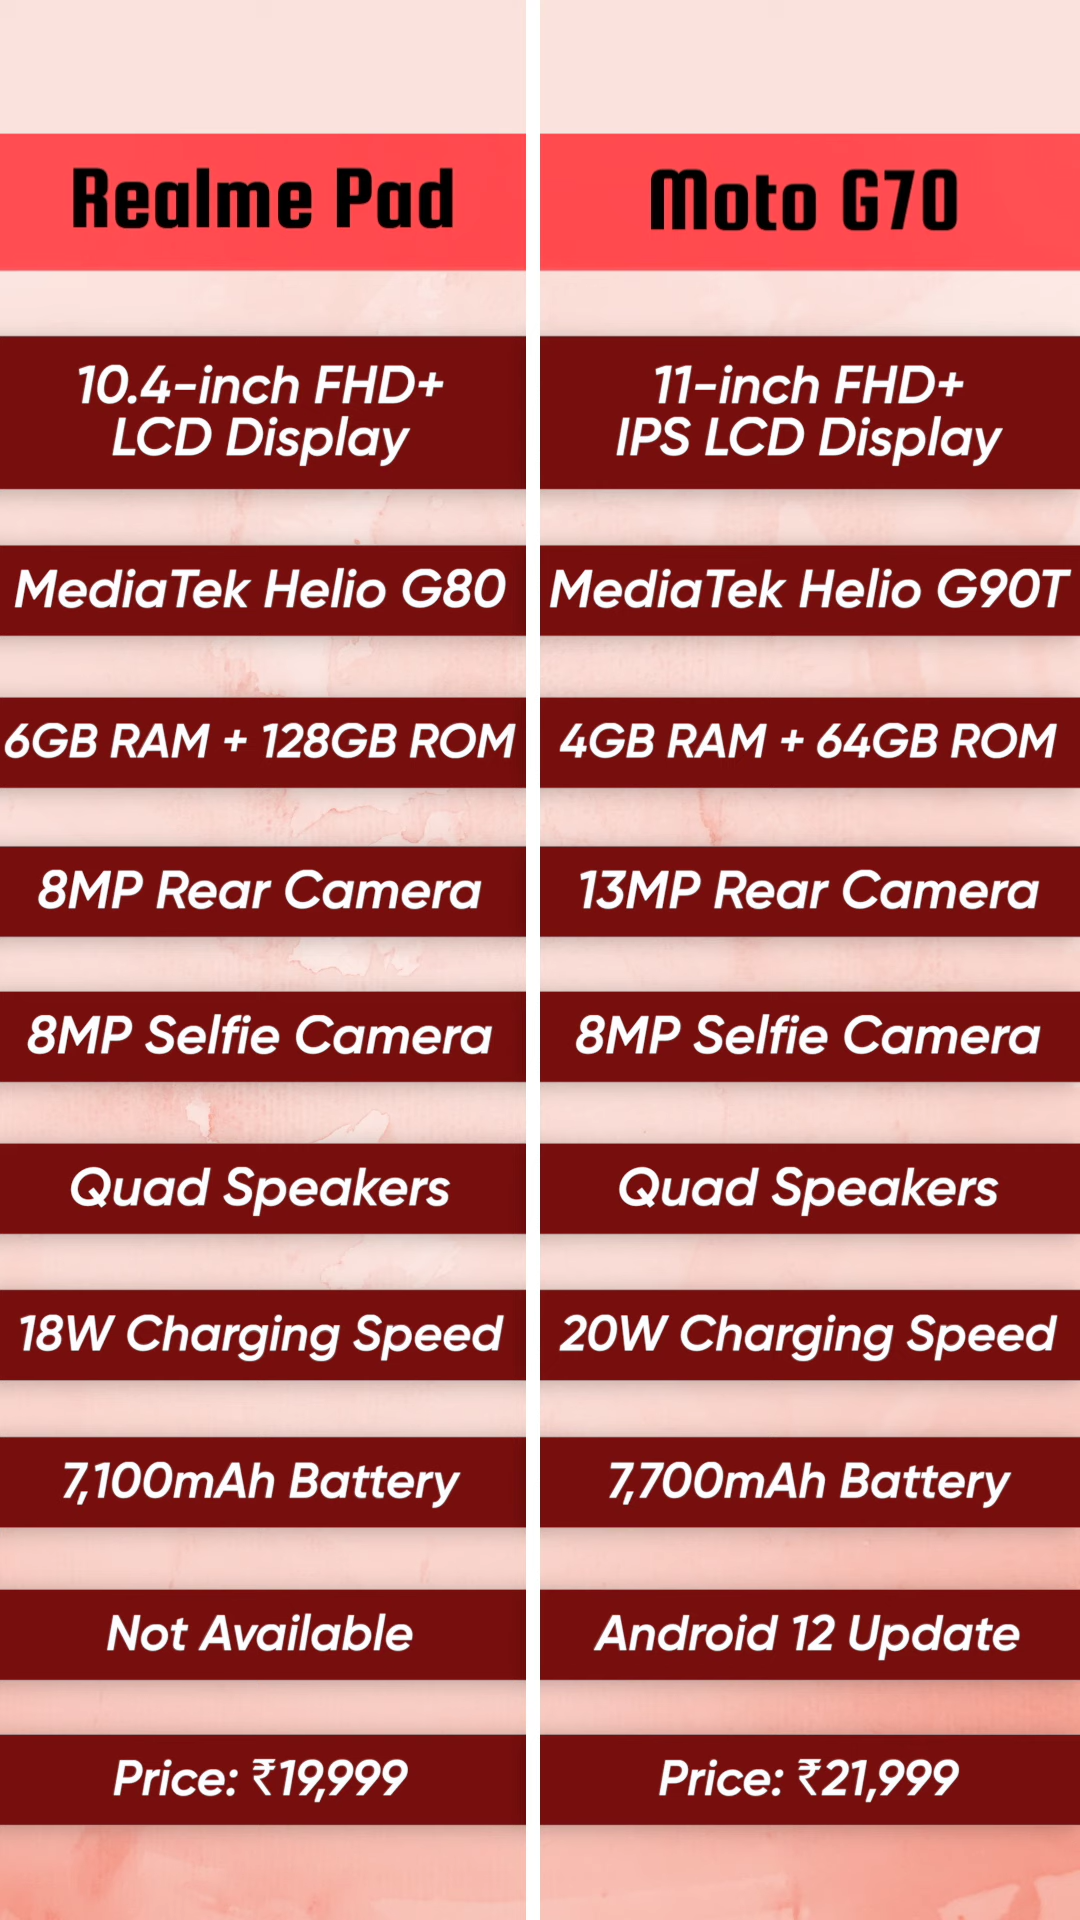 Realme Pad
10.4-inch FHD+
LCD Display
MediaTek Helio G80
6GB RAM + 128GB ROM
8MP Rear Camera
8MP Selfie Camera
Quad Speakers
18W Charging Speed
7,100mAh Battery
Not Available
Price: ₹19,999
Moto G70
11-inch FHD+
IPS LCD Display
MediaTek Helio G90T
4GB RAM + 64GB ROM
13MP Rear Camera
8MP Selfie Camera
Quad Speakers
20W Charging Speed
7,700mAh Battery
Android 12 Update
Price: ₹21,999